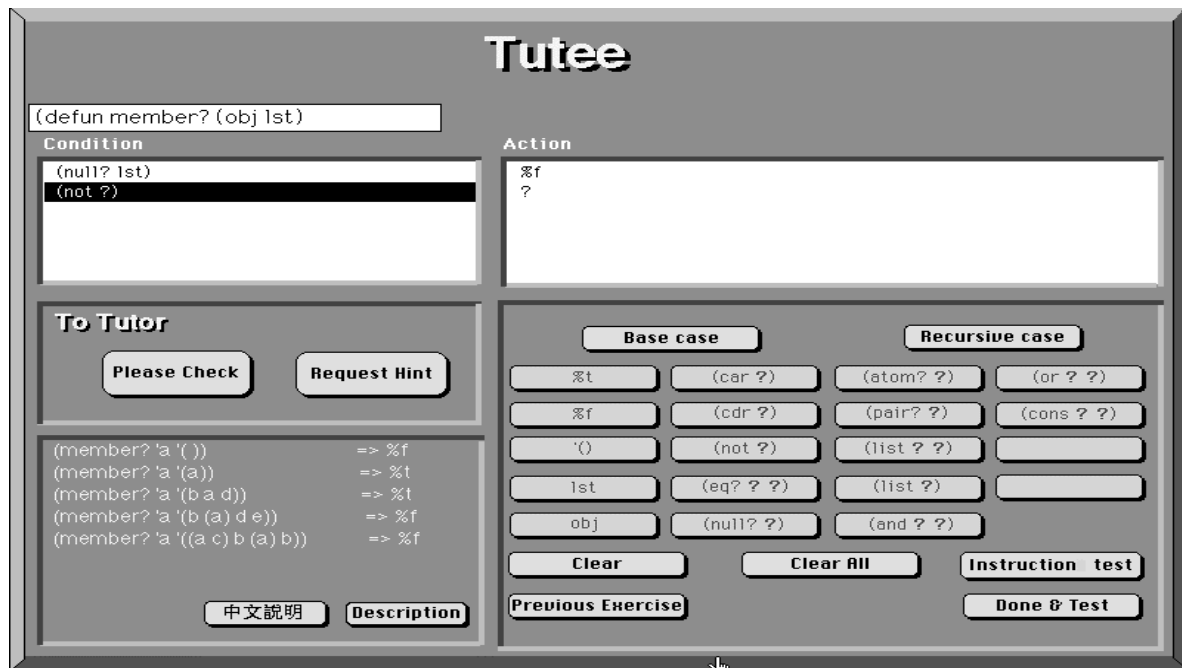 Tutee
(defun member? (obj lst)
Condition
Action
(null? lst)
%f
(not ?)
?
To Tutor
Please Check
Request Hint
Base case
Recursive case
%t
(car ?)
(atom? ?)
(or ? ?)
%f
(cdr ?)
(pair? ?)
(cons ? ?)
'()
(not ?)
(list ? ?)
lst
(eq? ? ?)
(list ?)
obj
(null? ?)
(and ? ?)
Clear
Clear All
Instruction test
Previous Exercise
Done & Test
(member? 'a '( )) => %f
(member? 'a '(a)) => %t
(member? 'a '(b a d)) => %t
(member? 'a '(b (a) d e)) => %f
(member? 'a '((a c) b (a) b)) => %f
中文說明
Description